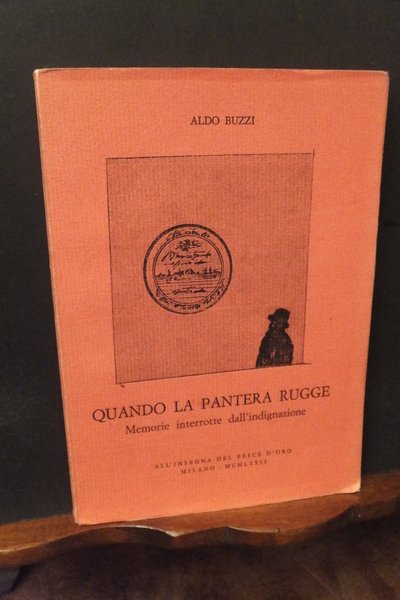 ALDO BUZZI
QUANDO LA PANTERA RUGGE
Memorie interrotte dall'indignazione
ALL'INSEGNA DEL PESCE D'ORO
MILANO - MCMLXXII